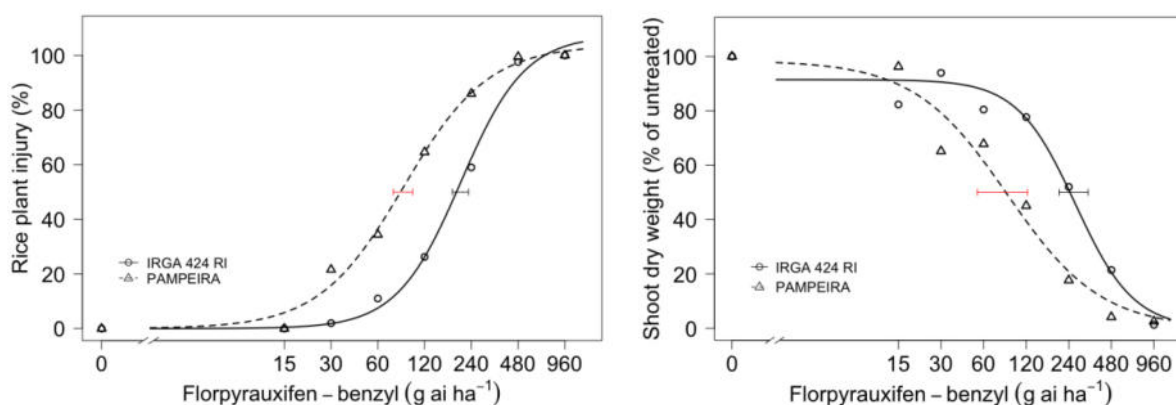 Rice plant injury (%)
100
80
60
40
20
0
IRGA 424 RI
PAMPEIRA
0 15 30 60 120 240 480 960
Florpyrauxifen – benzyl (g ai ha⁻¹)
Shoot dry weight (% of untreated)
100
80
60
40
20
0
IRGA 424 RI
PAMPEIRA
0 15 30 60 120 240 480 960
Florpyrauxifen – benzyl (g ai ha⁻¹)